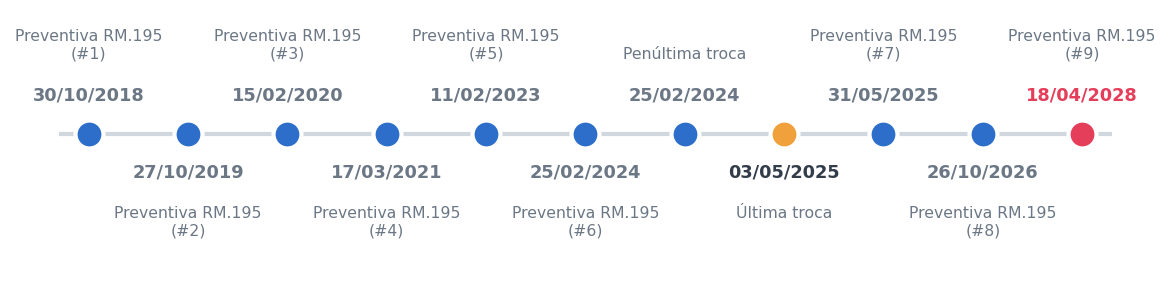 Preventiva RM.195
(#1)
30/10/2018
27/10/2019
Preventiva RM.195
(#2)
Preventiva RM.195
(#3)
15/02/2020
17/03/2021
Preventiva RM.195
(#4)
Preventiva RM.195
(#5)
11/02/2023
25/02/2024
Preventiva RM.195
(#6)
Penúltima troca
25/02/2024
03/05/2025
Última troca
Preventiva RM.195
(#7)
31/05/2025
26/10/2026
Preventiva RM.195
(#8)
Preventiva RM.195
(#9)
18/04/2028